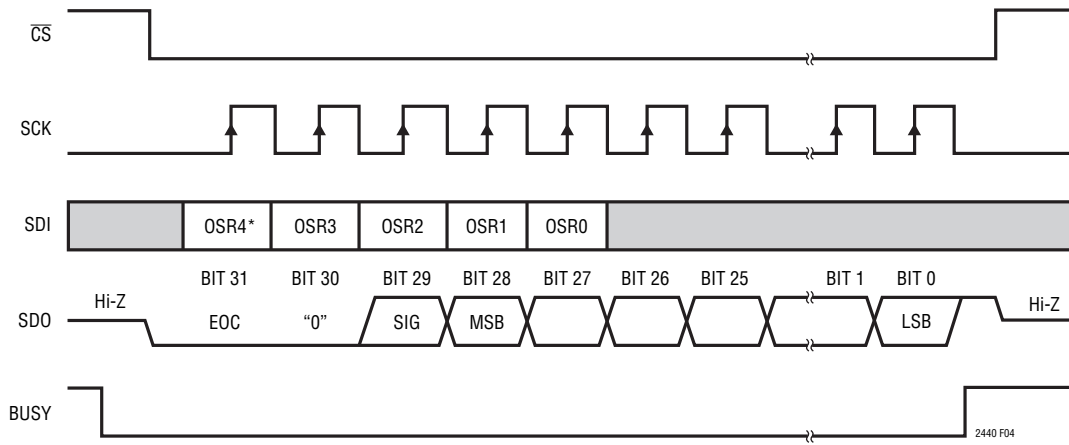 CS
SCK
SDI OSR4* OSR3 OSR2 OSR1 OSR0
BIT 31 BIT 30 BIT 29 BIT 28 BIT 27 BIT 26 BIT 25 BIT 1 BIT 0
Hi-Z Hi-Z
SDO EOC “0” SIG MSB LSB
BUSY
2440 F04